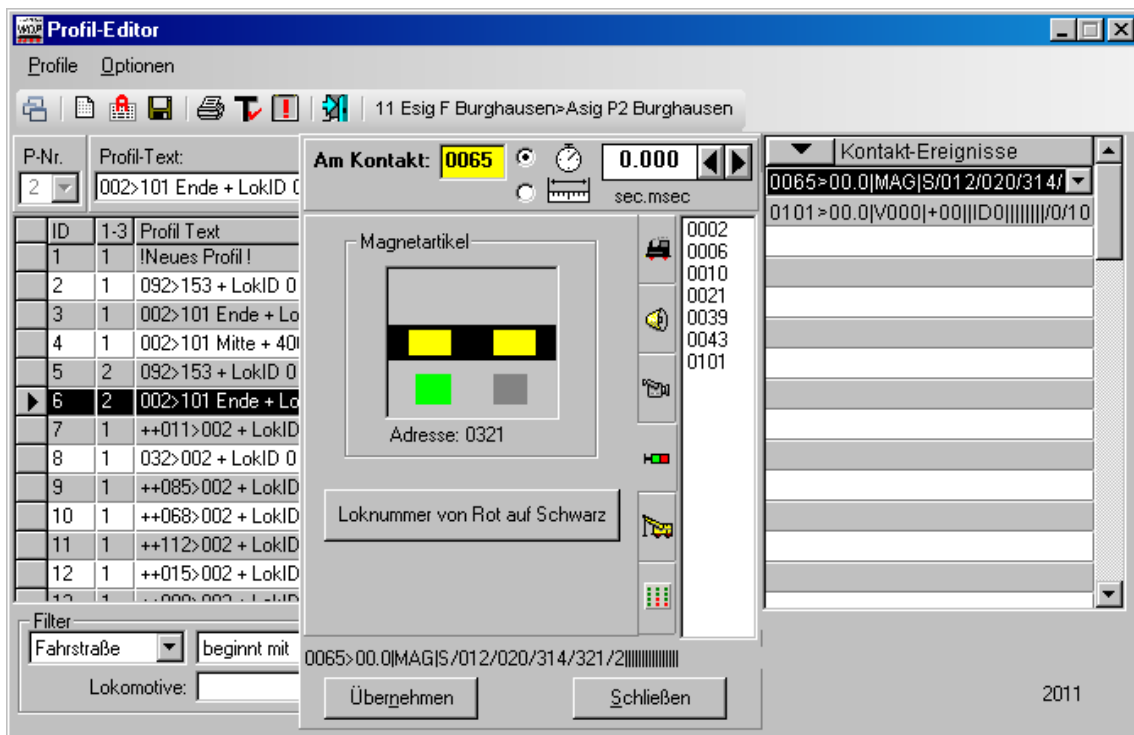 Profil-Editor
Profile Optionen
11 Esig F Burghausen>Asig P2 Burghausen
P-Nr. Profil-Text:
2 002>101 Ende + LokID
ID 1-3 Profil Text
1 1 !Neues Profil !
2 1 092>153 + LokID 0
3 1 002>101 Ende + Lo
4 1 002>101 Mitte + 40
5 2 092>153 + LokID 0
6 2 002>101 Ende + Lo
7 1 ++011>002 + LokID
8 1 032>002 + LokID 0
9 1 ++085>002 + LokID
10 1 ++068>002 + LokID
11 1 ++112>002 + LokID
12 1 ++015>002 + LokID
Filter
Fahrstraße beginnt mit
Lokomotive:
Am Kontakt: 0065 0.000
sec.msec
Magnetartikel
Adresse: 0321
Loknummer von Rot auf Schwarz
0002
0006
0010
0021
0039
0043
0101
0065>00.0|MAG|S/012/020/314/321/2||||||||||||||
Übernehmen Schließen
Kontakt-Ereignisse
0065>00.0|MAG|S/012/020/314/
0101>00.0|V000|+00||ID0||||||||/0/10
2011